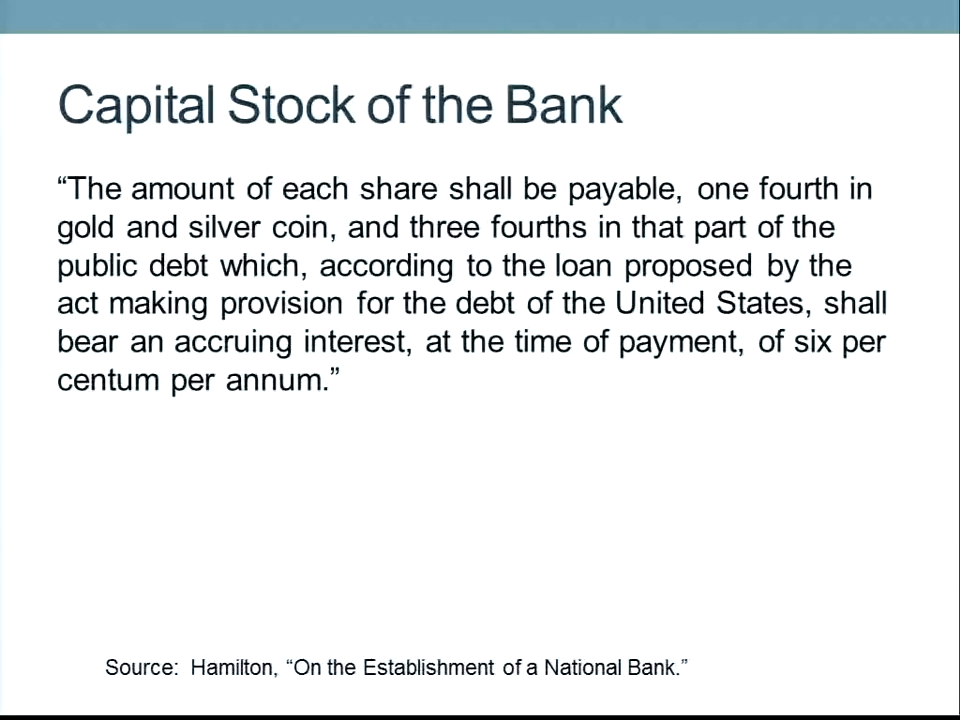 Capital Stock of the Bank
“The amount of each share shall be payable, one fourth in
gold and silver coin, and three fourths in that part of the
public debt which, according to the loan proposed by the
act making provision for the debt of the United States, shall
bear an accruing interest, at the time of payment, of six per
centum per annum.”
Source: Hamilton, “On the Establishment of a National Bank.”